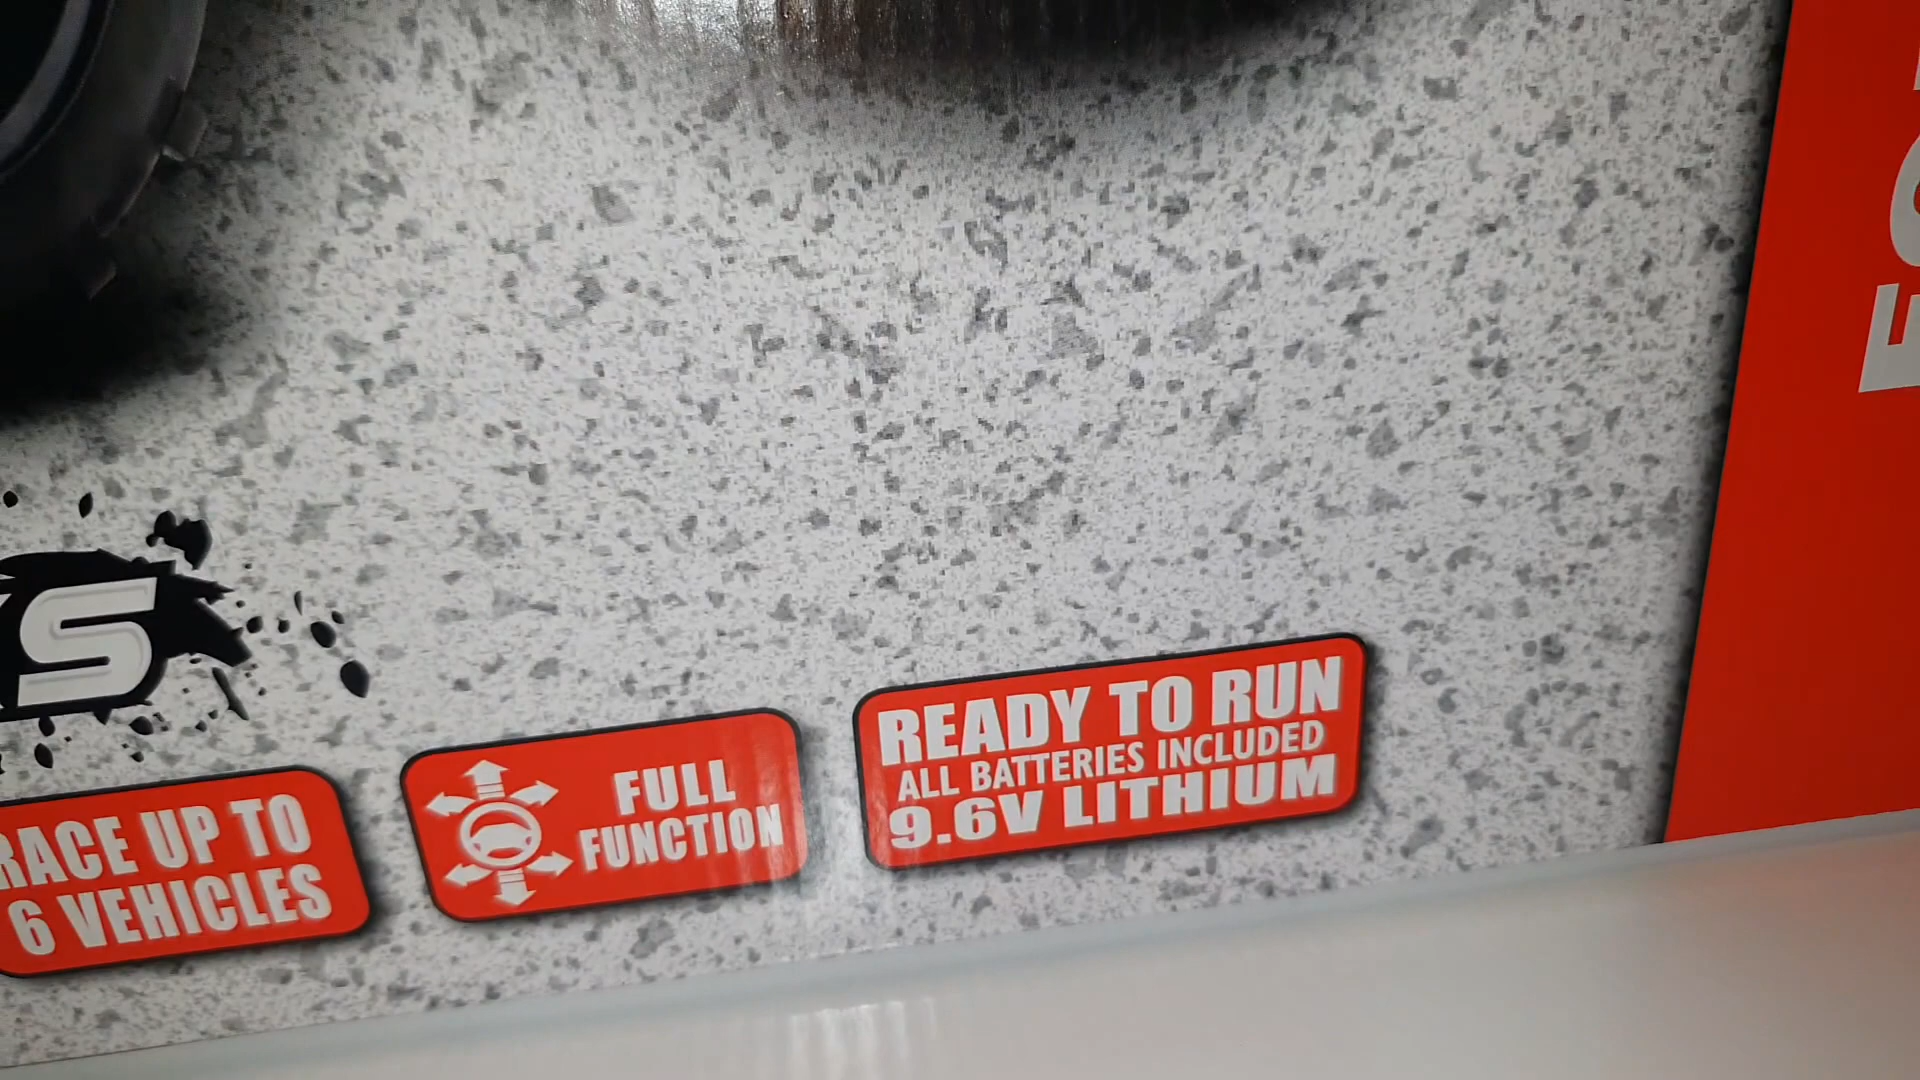 RACE UP TO
6 VEHICLES
FULL
FUNCTION
READY TO RUN
ALL BATTERIES INCLUDED
9.6V LITHIUM